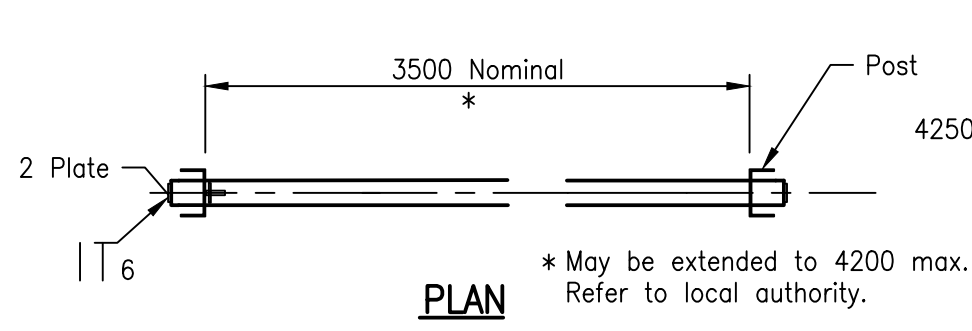 3500 Nominal
*
Post
4250
2 Plate
6
* May be extended to 4200 max.
Refer to local authority.
PLAN